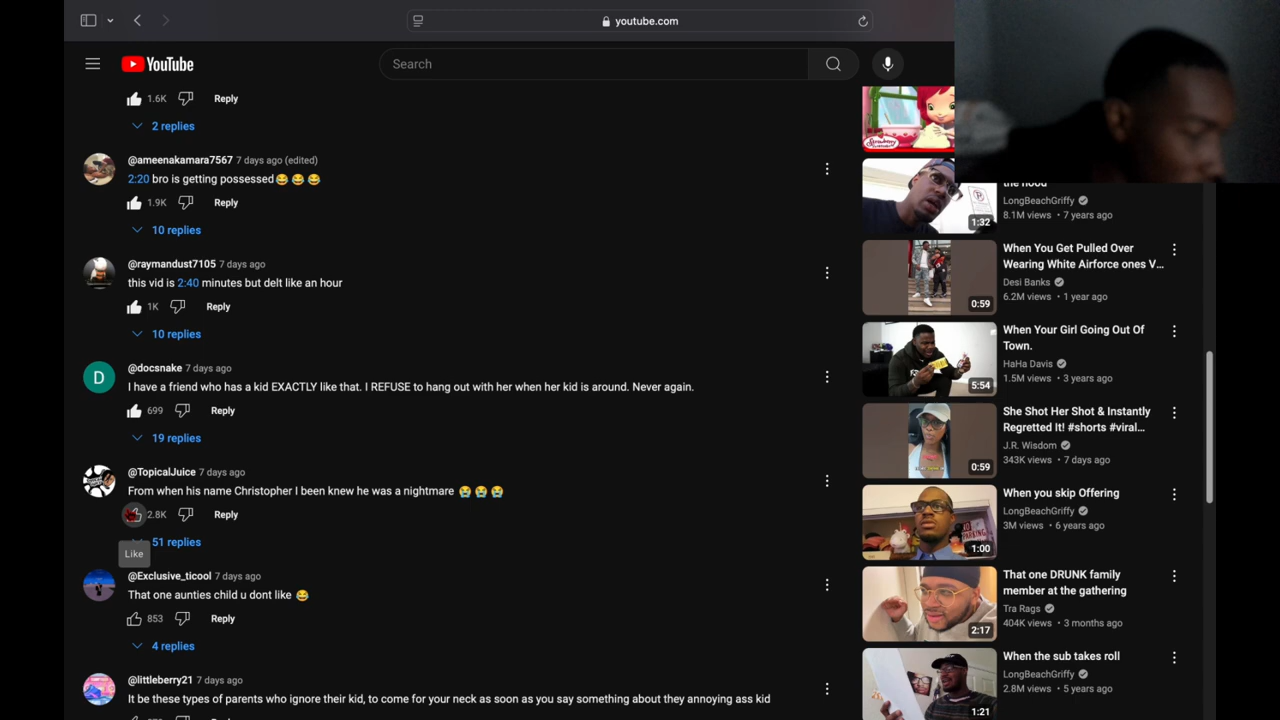 youtube.com
YouTube
Search
1.6K Reply
2 replies
@ameenakamara7567 7 days ago (edited)
2:20 bro is getting possessed😂 😂 😂
1.9K Reply
10 replies
@raymandust7105 7 days ago
this vid is 2:40 minutes but delt like an hour
1K Reply
10 replies
D
@docsnake 7 days ago
I have a friend who has a kid EXACTLY like that. I REFUSE to hang out with her when her kid is around. Never again.
699 Reply
19 replies
@TopicalJuice 7 days ago
From when his name Christopher I been knew he was a nightmare 😭 😭 😭
2.8K Reply
51 replies
Like
@Exclusive_ticool 7 days ago
That one aunties child u dont like 😂
853 Reply
4 replies
@littleberry21 7 days ago
It be these types of parents who ignore their kid, to come for your neck as soon as you say something about they annoying ass kid
the hood
LongBeachGriffy
8.1M views • 7 years ago
1:32
When You Get Pulled Over
Wearing White Airforce ones V...
Desi Banks
6.2M views • 1 year ago
0:59
When Your Girl Going Out Of
Town.
HaHa Davis
1.5M views • 3 years ago
5:54
She Shot Her Shot & Instantly
Regretted It! #shorts #viral...
J.R. Wisdom
343K views • 7 days ago
0:59
When you skip Offering
LongBeachGriffy
3M views • 6 years ago
1:00
That one DRUNK family
member at the gathering
Tra Rags
404K views • 3 months ago
2:17
When the sub takes roll
LongBeachGriffy
2.8M views • 5 years ago
1:21